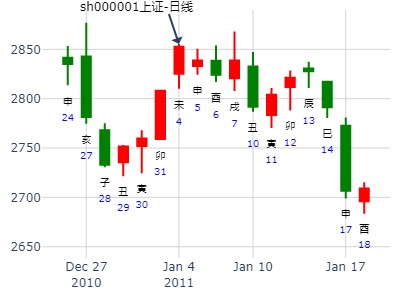 sh000001上证-日线
2850
2800
2750
2700
2650
申
24
亥
27
子
28
丑
29
寅
30
卯
31
未
4
申
5
酉
6
戌
7
丑
10
寅
11
卯
12
辰
13
巳
14
申
17
酉
18
Dec 27
2010
Jan 4
2011
Jan 10
Jan 17